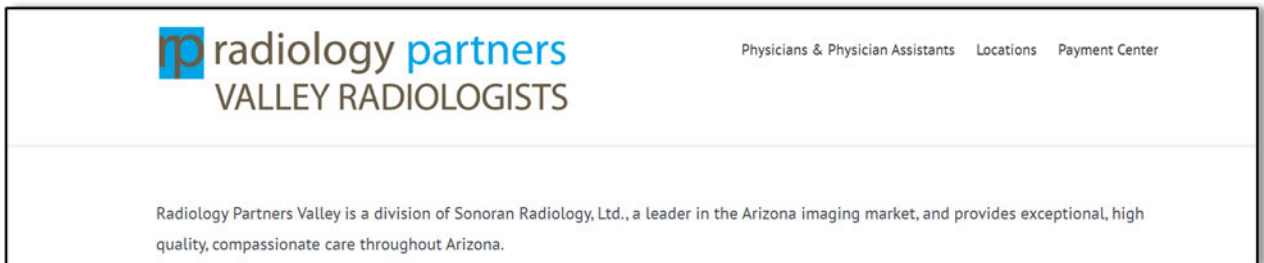 rp radiology partners
VALLEY RADIOLOGISTS
Physicians & Physician Assistants Locations Payment Center
Radiology Partners Valley is a division of Sonoran Radiology, Ltd., a leader in the Arizona imaging market, and provides exceptional, high
quality, compassionate care throughout Arizona.